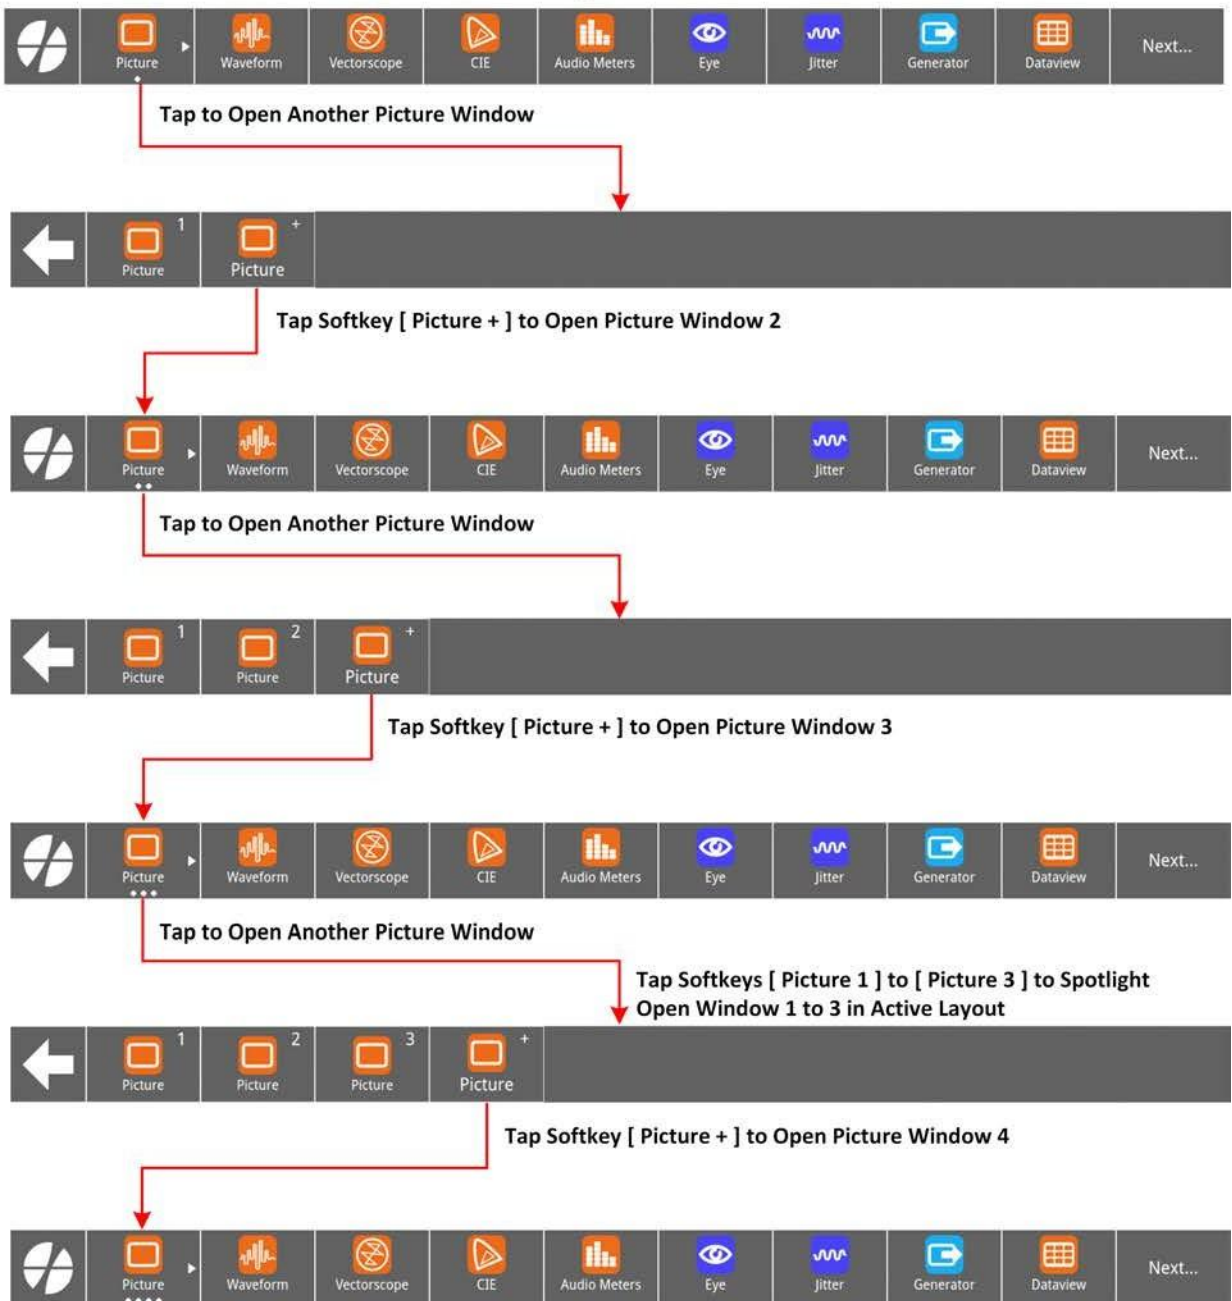 Picture Waveform Vectorscope CIE Audio Meters Eye Jitter Generator Dataview Next...
Tap to Open Another Picture Window
1 +
Picture Picture
Tap Softkey [ Picture + ] to Open Picture Window 2
Picture Waveform Vectorscope CIE Audio Meters Eye Jitter Generator Dataview Next...
Tap to Open Another Picture Window
1 2 +
Picture Picture Picture
Tap Softkey [ Picture + ] to Open Picture Window 3
Picture Waveform Vectorscope CIE Audio Meters Eye Jitter Generator Dataview Next...
Tap to Open Another Picture Window
Tap Softkeys [ Picture 1 ] to [ Picture 3 ] to Spotlight
Open Window 1 to 3 in Active Layout
1 2 3 +
Picture Picture Picture Picture
Tap Softkey [ Picture + ] to Open Picture Window 4
Picture Waveform Vectorscope CIE Audio Meters Eye Jitter Generator Dataview Next...